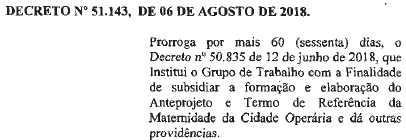 DECRETO Nº 51.143, DE 06 DE AGOSTO DE 2018.
Prorroga por mais 60 (sessenta) dias, o
Decreto nº 50.835 de 12 de junho de 2018, que
Institui o Grupo de Trabalho com a Finalidade
de subsidiar a formação e elaboração do
Anteprojeto e Termo de Referência da
Maternidade da Cidade Operária e dá outras
providências.